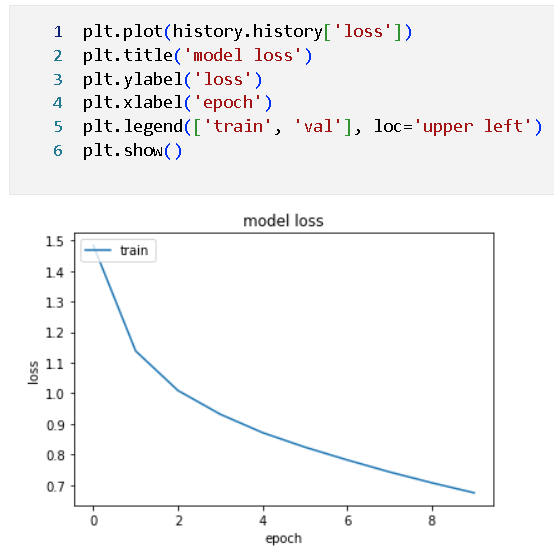 1 plt.plot(history.history['loss'])
2 plt.title('model loss')
3 plt.ylabel('loss')
4 plt.xlabel('epoch')
5 plt.legend(['train', 'val'], loc='upper left')
6 plt.show()
model loss
1.5
train
1.4
1.3
1.2
1.1
loss
1.0
0.9
0.8
0.7
0 2 4 6 8
epoch